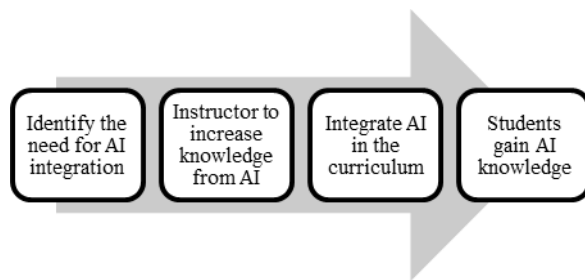 Identify the
need for AI
integration
Instructor to
increase
knowledge
from AI
Integrate AI
in the
curriculum
Students
gain AI
knowledge